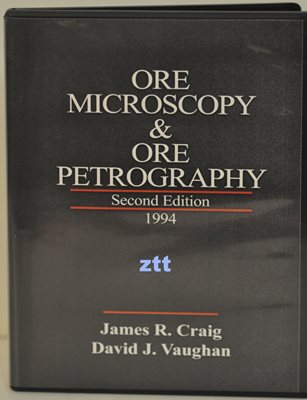 ORE
MICROSCOPY
&
ORE
PETROGRAPHY
Second Edition
1994
ztt
James R. Craig
David J. Vaughan